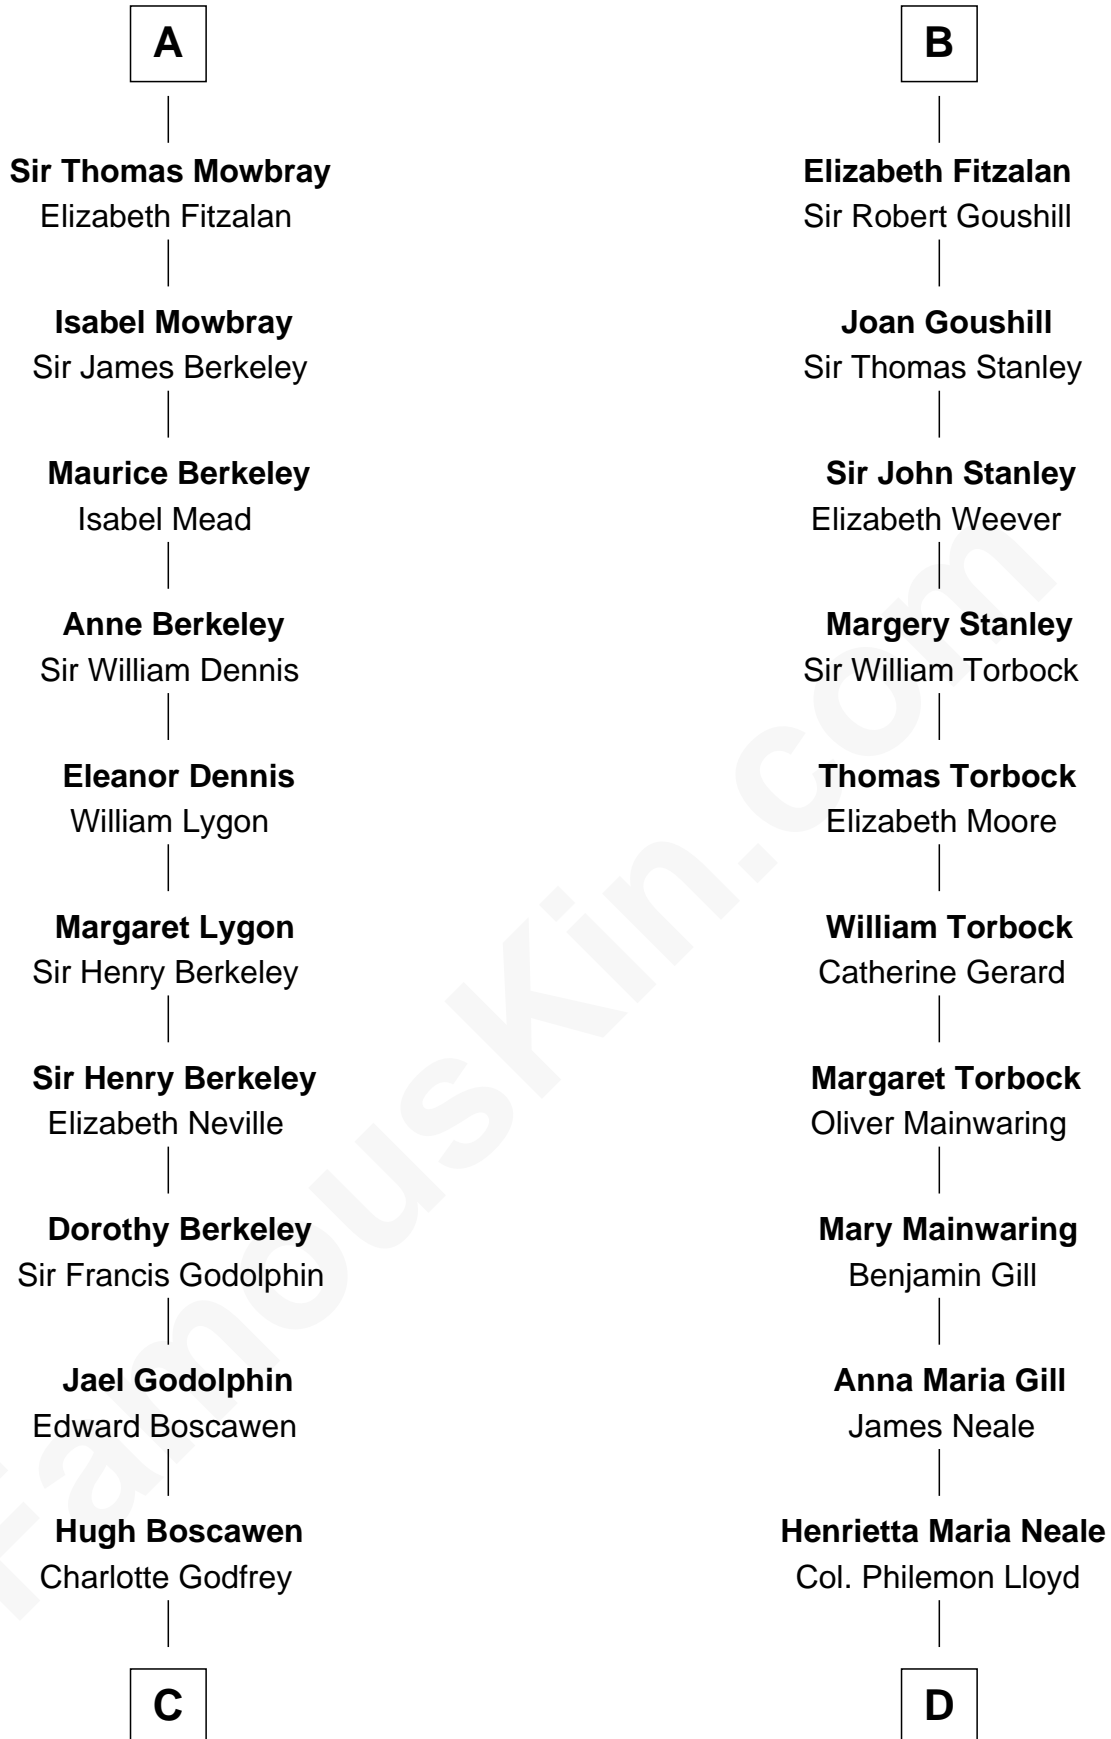 A
Sir Thomas Mowbray
Elizabeth Fitzalan
Isabel Mowbray
Sir James Berkeley
Maurice Berkeley
Isabel Mead
Anne Berkeley
Sir William Dennis
Eleanor Dennis
William Lygon
Margaret Lygon
Sir Henry Berkeley
Sir Henry Berkeley
Elizabeth Neville
Dorothy Berkeley
Sir Francis Godolphin
Jael Godolphin
Edward Boscawen
Hugh Boscawen
Charlotte Godfrey
C
B
Elizabeth Fitzalan
Sir Robert Goushill
Joan Goushill
Sir Thomas Stanley
Sir John Stanley
Elizabeth Weever
Margery Stanley
Sir William Torbock
Thomas Torbock
Elizabeth Moore
William Torbock
Catherine Gerard
Margaret Torbock
Oliver Mainwaring
Mary Mainwaring
Benjamin Gill
Anna Maria Gill
James Neale
Henrietta Maria Neale
Col. Philemon Lloyd
D
FamousKin.com